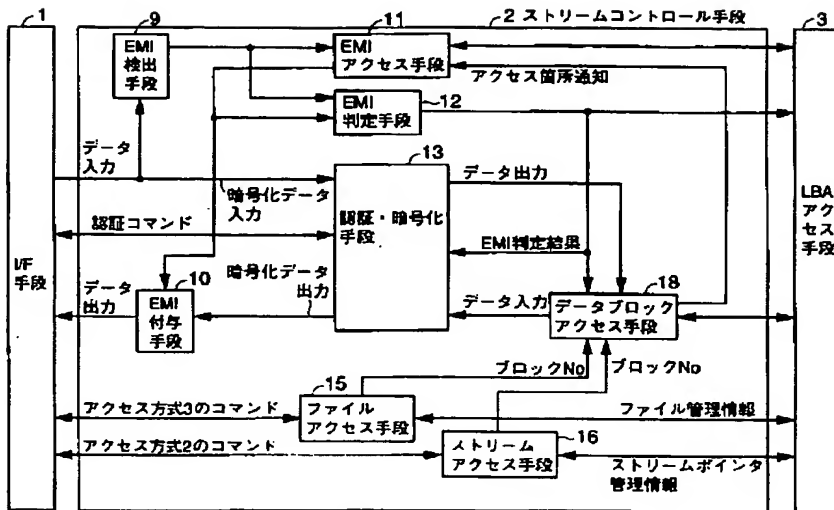 1
2 ストリームコントロール手段
3
9
EMI
検出
手段
11
EMI
アクセス手段
アクセス箇所通知
EMI
判定手段
12
データ
入力
13
データ出力
暗号化データ
入力
認証・暗号化
手段
認証コマンド
EMI判定結果
I/F
手段
LBA
アク
セス
手段
データ
出力
10
EMI
付与
手段
暗号化データ
出力
データ入力
18
データブロック
アクセス手段
ブロックNo
ブロックNo
15
アクセス方式3のコマンド
ファイル
アクセス手段
ファイル管理情報
アクセス方式2のコマンド
16
ストリーム
アクセス手段
ストリームポインタ
管理情報